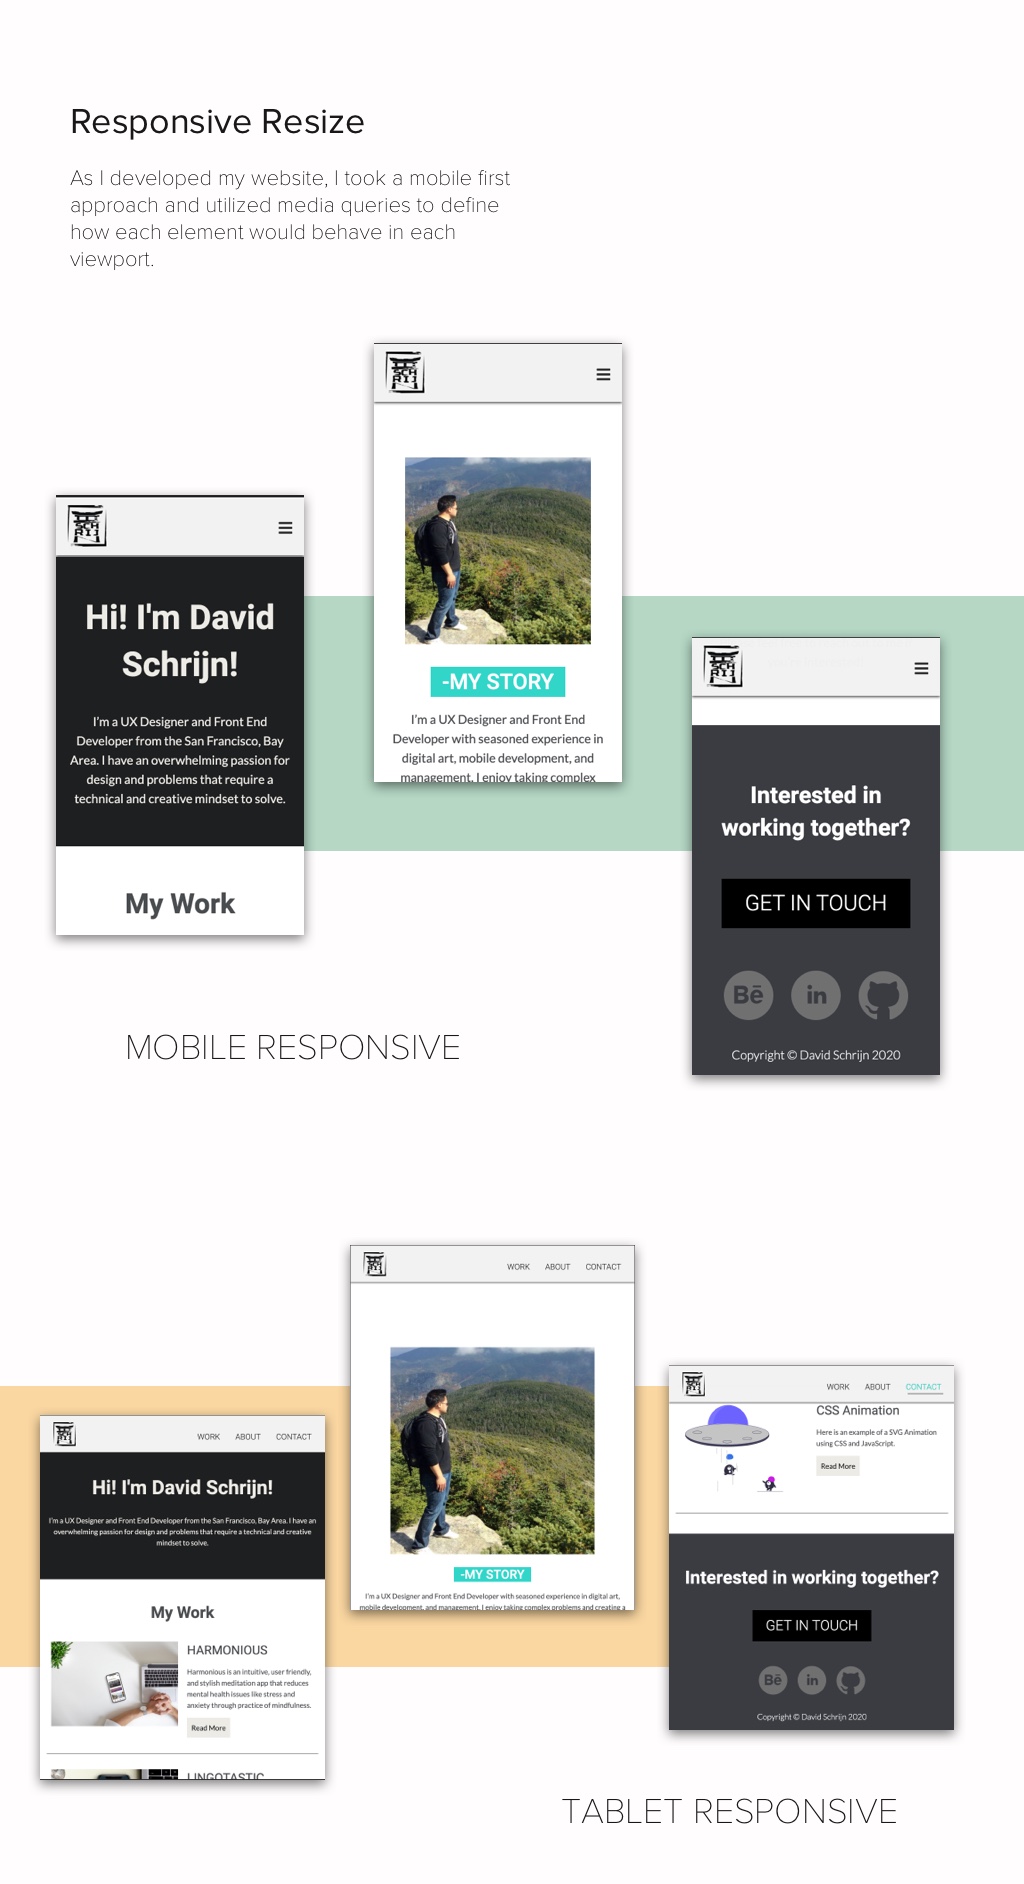 Responsive Resize
As I developed my website, I took a mobile first
approach and utilized media queries to define
how each element would behave in each
viewport.
SCH
RIJ
N
-MY STORY
I'm a UX Designer and Front End
Developer with seasoned experience in
digital art, mobile development, and
management. I enjoy taking complex
SCH
RIJ
N
Hi! I'm David
Schrijn!
I'm a UX Designer and Front End
Developer from the San Francisco, Bay
Area. I have an overwhelming passion for
design and problems that require a
technical and creative mindset to solve.
My Work
SCH
RIJ
N
Interested in
working together?
GET IN TOUCH
Bē
in
Copyright © David Schrijn 2020
MOBILE RESPONSIVE
WORK ABOUT CONTACT
-MY STORY
I'm a UX Designer and Front End Developer with seasoned experience in digital art,
mobile development, and management. I enjoy taking complex problems and creating a
WORK ABOUT CONTACT
Hi! I'm David Schrijn!
I'm a UX Designer and Front End Developer from the San Francisco, Bay Area. I have an
overwhelming passion for design and problems that require a technical and creative
mindset to solve.
My Work
HARMONIOUS
Harmonious is an intuitive, user friendly,
and stylish meditation app that reduces
mental health issues like stress and
anxiety through practice of mindfulness.
Read More
LINGOTASTIC
WORK ABOUT CONTACT
CSS Animation
Here is an example of a SVG Animation
using CSS and JavaScript.
Read More
Interested in working together?
GET IN TOUCH
Bē
in
Copyright © David Schrijn 2020
TABLET RESPONSIVE